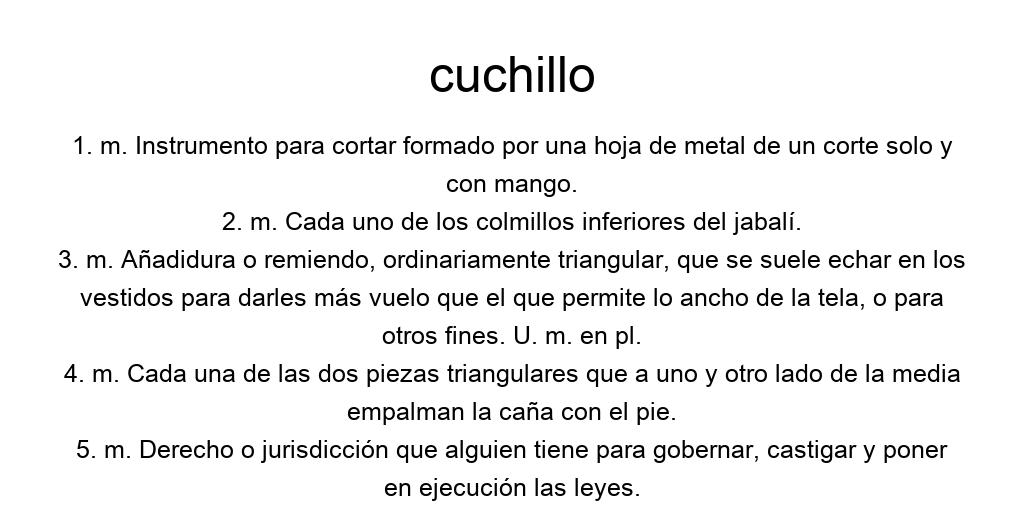 cuchillo
1. m. Instrumento para cortar formado por una hoja de metal de un corte solo y
con mango.
2. m. Cada uno de los colmillos inferiores del jabalí.
3. m. Añadidura o remiendo, ordinariamente triangular, que se suele echar en los
vestidos para darles más vuelo que el que permite lo ancho de la tela, o para
otros fines. U. m. en pl.
4. m. Cada una de las dos piezas triangulares que a uno y otro lado de la media
empalman la caña con el pie.
5. m. Derecho o jurisdicción que alguien tiene para gobernar, castigar y poner
en ejecución las leyes.